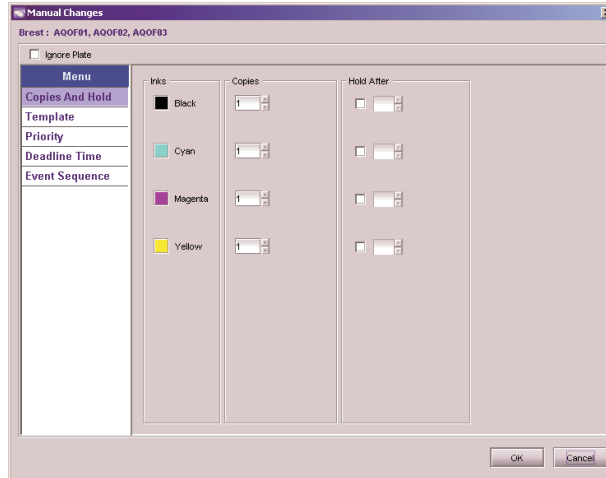 Manual Changes
Brest : AQOF01, AQOF02, AQOF03
Ignore Plate
Menu
Copies And Hold
Template
Priority
Deadline Time
Event Sequence
Inks Copies Hold After
Black 1
Cyan 1
Magenta 1
Yellow 1
OK Cancel